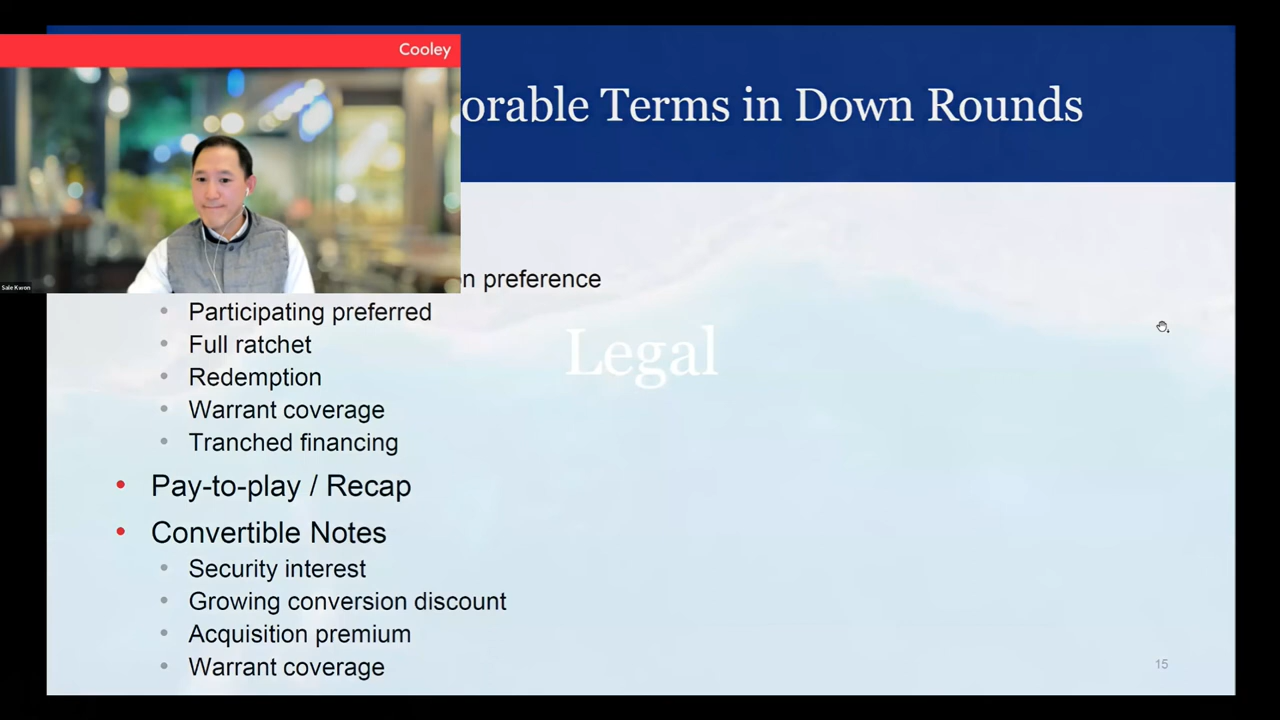 Cooley
orable Terms in Down Rounds
Sale Kwon
n preference
• Participating preferred
• Full ratchet
Legal
• Redemption
• Warrant coverage
• Tranched financing
• Pay-to-play / Recap
• Convertible Notes
• Security interest
• Growing conversion discount
• Acquisition premium
• Warrant coverage
15